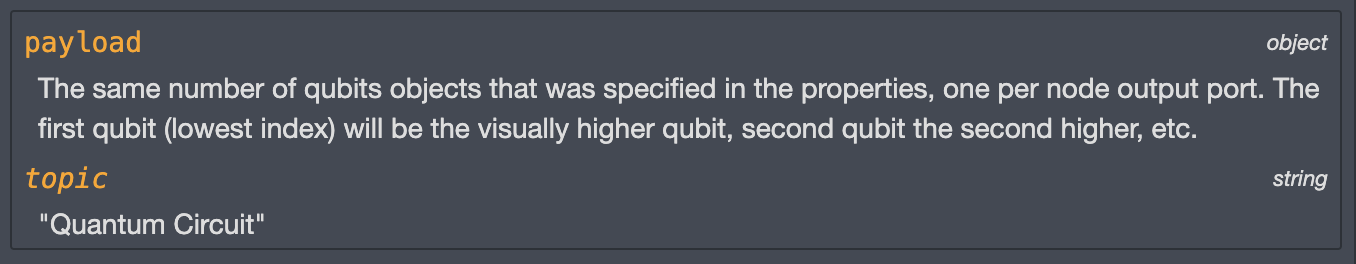 payload object
The same number of qubits objects that was specified in the properties, one per node output port. The
first qubit (lowest index) will be the visually higher qubit, second qubit the second higher, etc.
topic string
"Quantum Circuit"